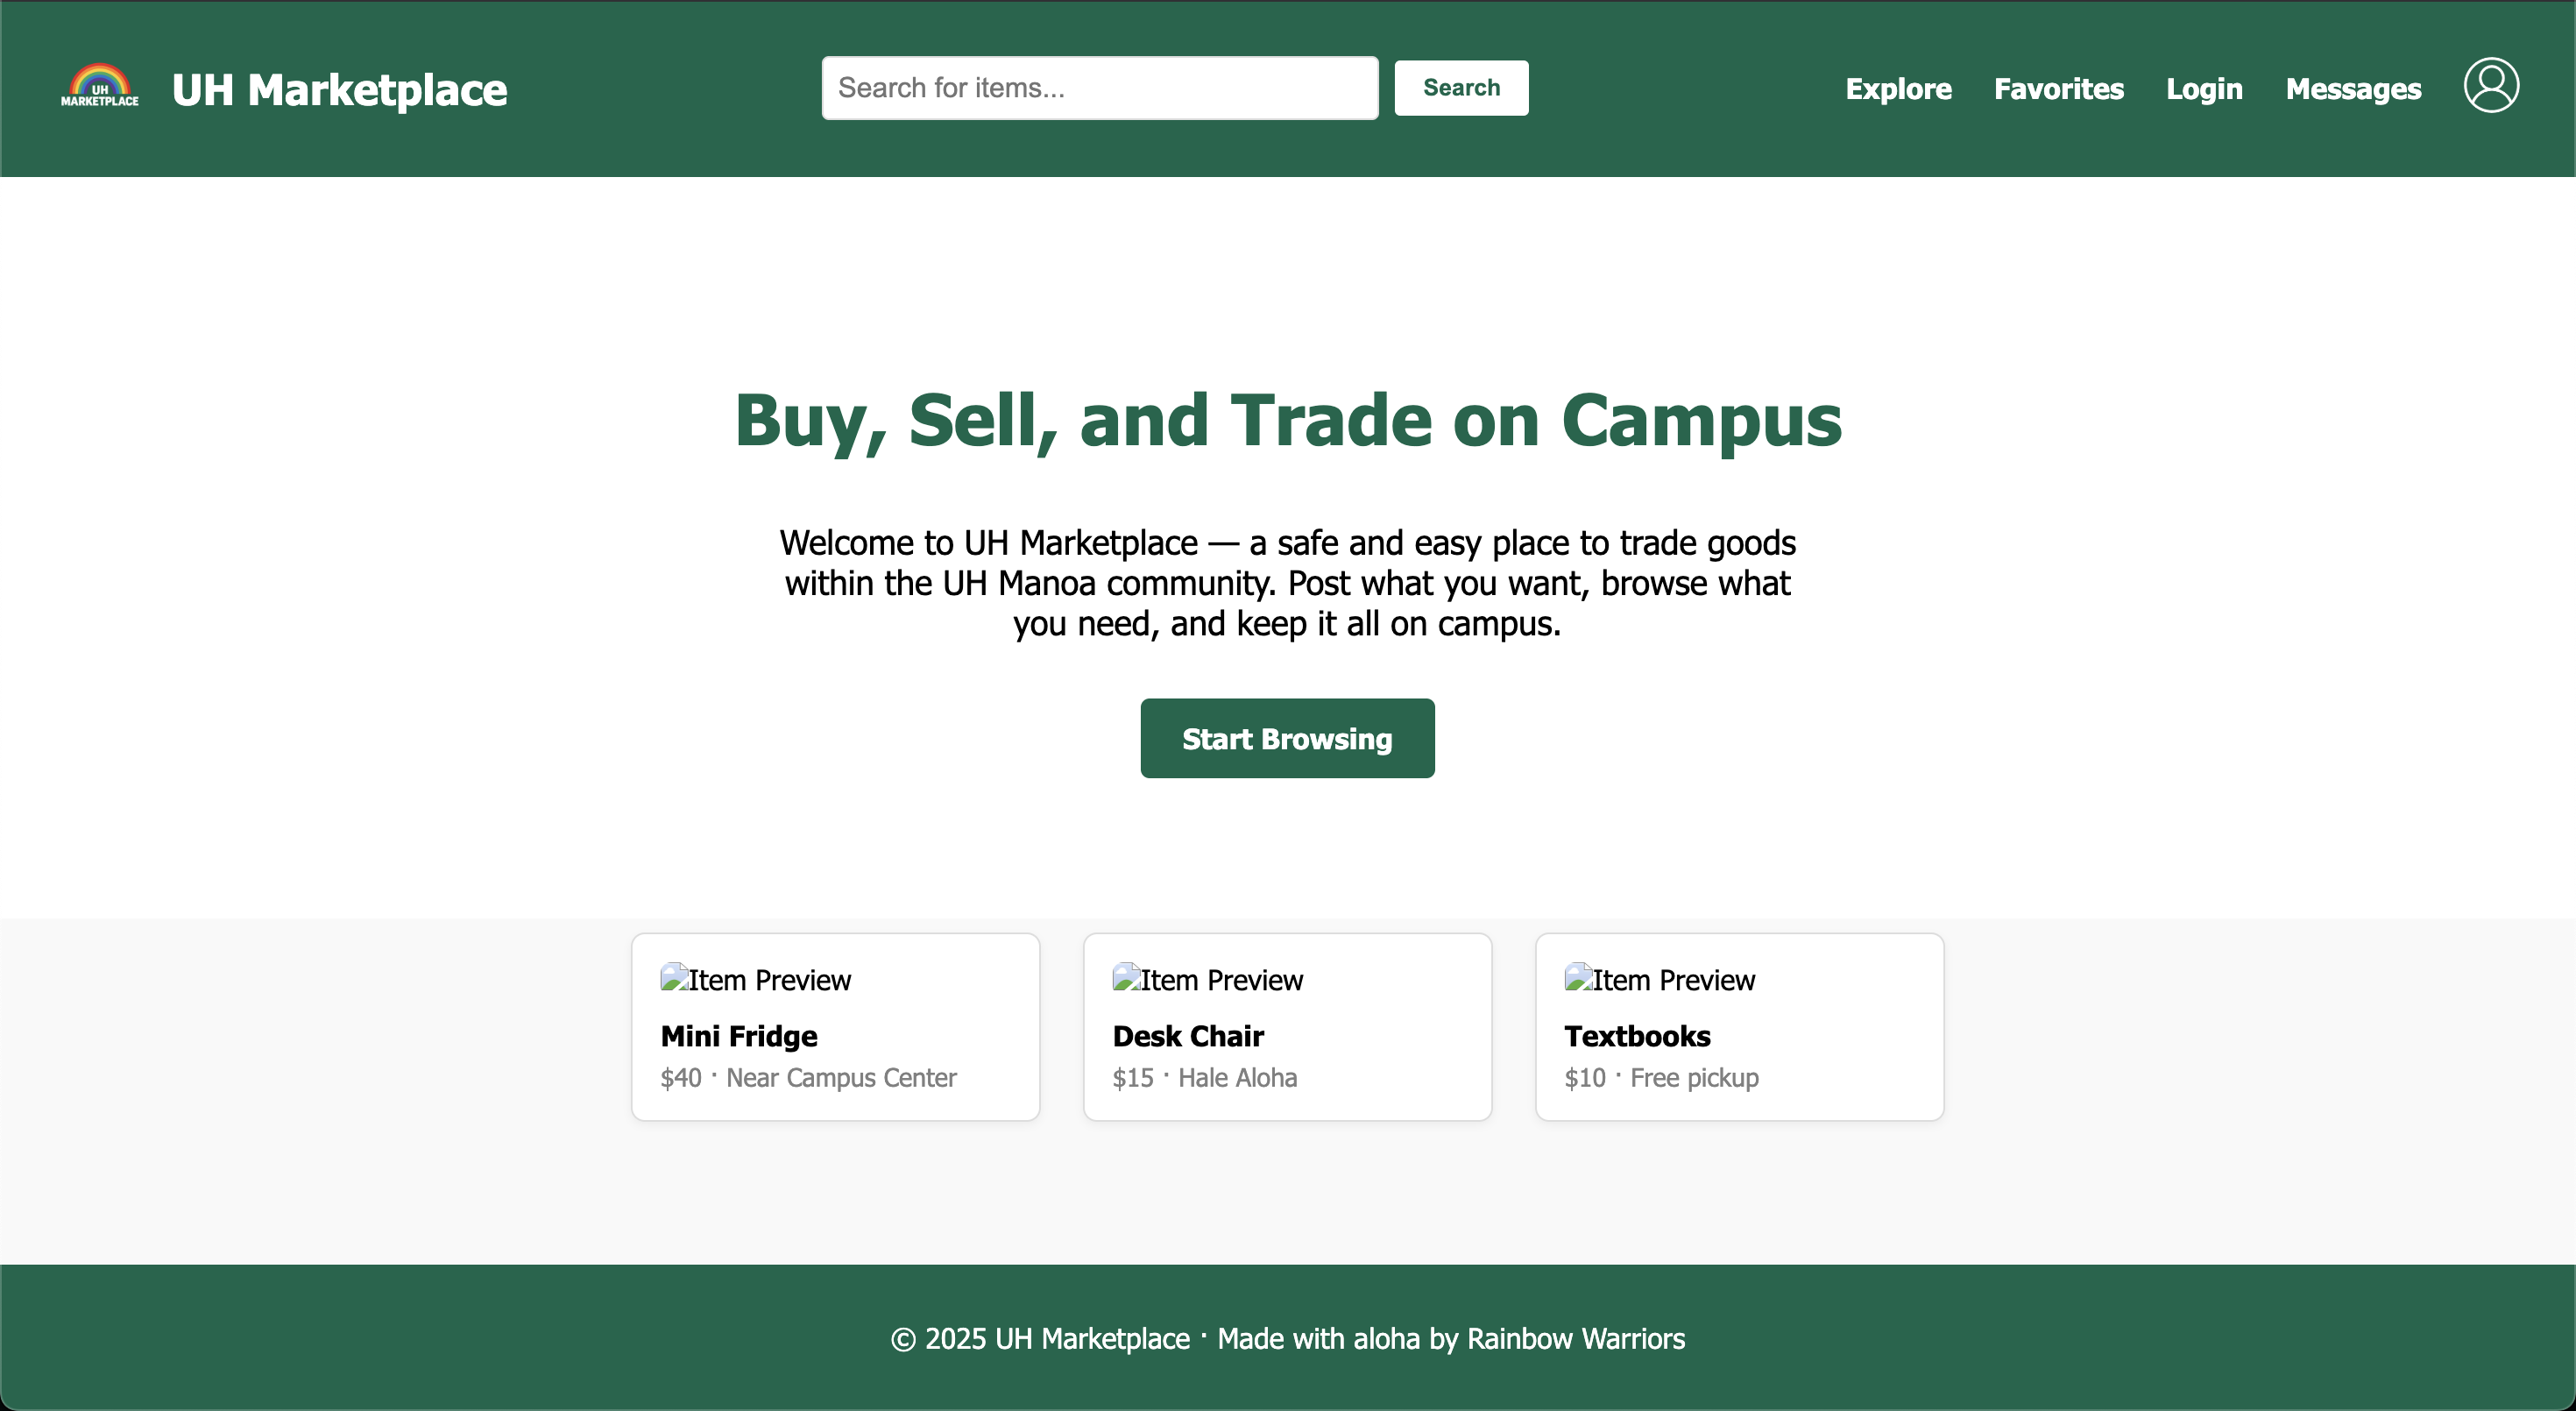 UH
MARKETPLACE
UH Marketplace
Search for items...
Search
Explore
Favorites
Login
Messages
Buy, Sell, and Trade on Campus
Welcome to UH Marketplace — a safe and easy place to trade goods
within the UH Manoa community. Post what you want, browse what
you need, and keep it all on campus.
Start Browsing
Item Preview
Mini Fridge
$40 · Near Campus Center
Item Preview
Desk Chair
$15 · Hale Aloha
Item Preview
Textbooks
$10 · Free pickup
© 2025 UH Marketplace · Made with aloha by Rainbow Warriors